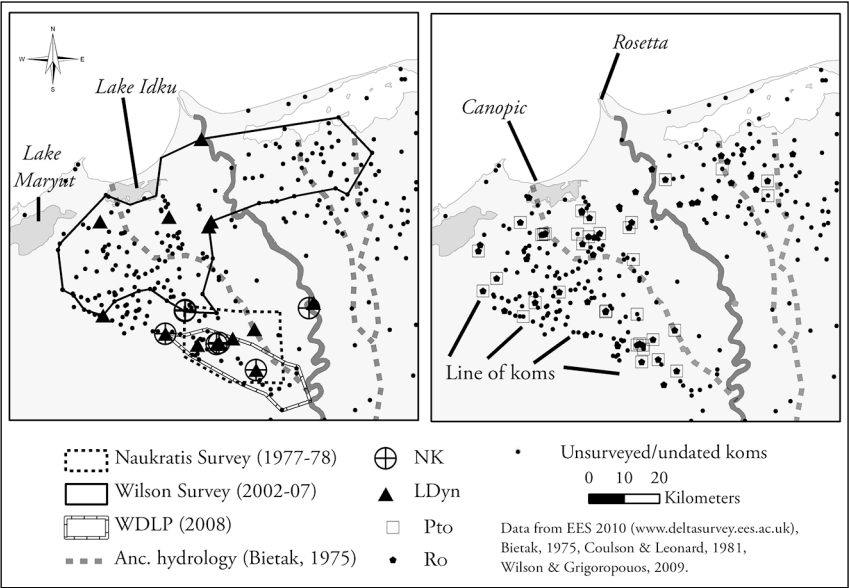 N
W
E
S
Lake Idku
Lake
Maryut
Rosetta
Canopic
Line of koms
Naukratis Survey (1977-78)
Wilson Survey (2002-07)
WDLP (2008)
Anc. hydrology (Bietak, 1975)
NK
LDyn
Pto
Ro
Unsurveyed/undated koms
0 10 20
Kilometers
Data from EES 2010 (www.deltasurvey.ees.ac.uk),
Bietak, 1975, Coulson & Leonard, 1981,
Wilson & Grigoropouos, 2009.